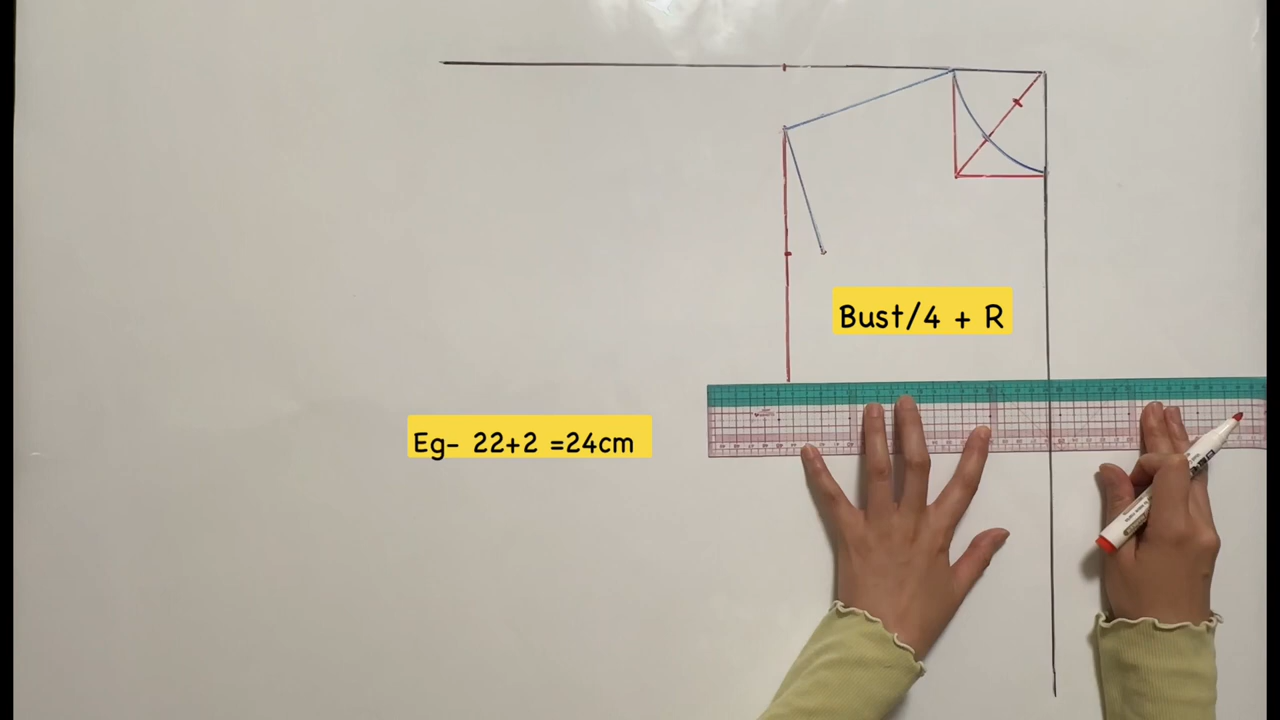 Bust/4 + R
Eg- 22+2 =24cm